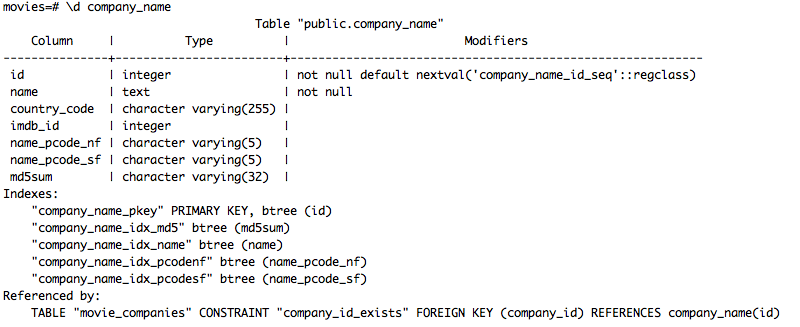 movies=# \d company_name
                                  Table "public.company_name"
    Column     |          Type          |                         Modifiers
---------------+------------------------+-----------------------------------------------------------
 id            | integer                | not null default nextval('company_name_id_seq'::regclass)
 name          | text                   | not null
 country_code  | character varying(255) |
 imdb_id       | integer                |
 name_pcode_nf | character varying(5)   |
 name_pcode_sf | character varying(5)   |
 md5sum        | character varying(32)  |
Indexes:
    "company_name_pkey" PRIMARY KEY, btree (id)
    "company_name_idx_md5" btree (md5sum)
    "company_name_idx_name" btree (name)
    "company_name_idx_pcodenf" btree (name_pcode_nf)
    "company_name_idx_pcodesf" btree (name_pcode_sf)
Referenced by:
    TABLE "movie_companies" CONSTRAINT "company_id_exists" FOREIGN KEY (company_id) REFERENCES company_name(id)